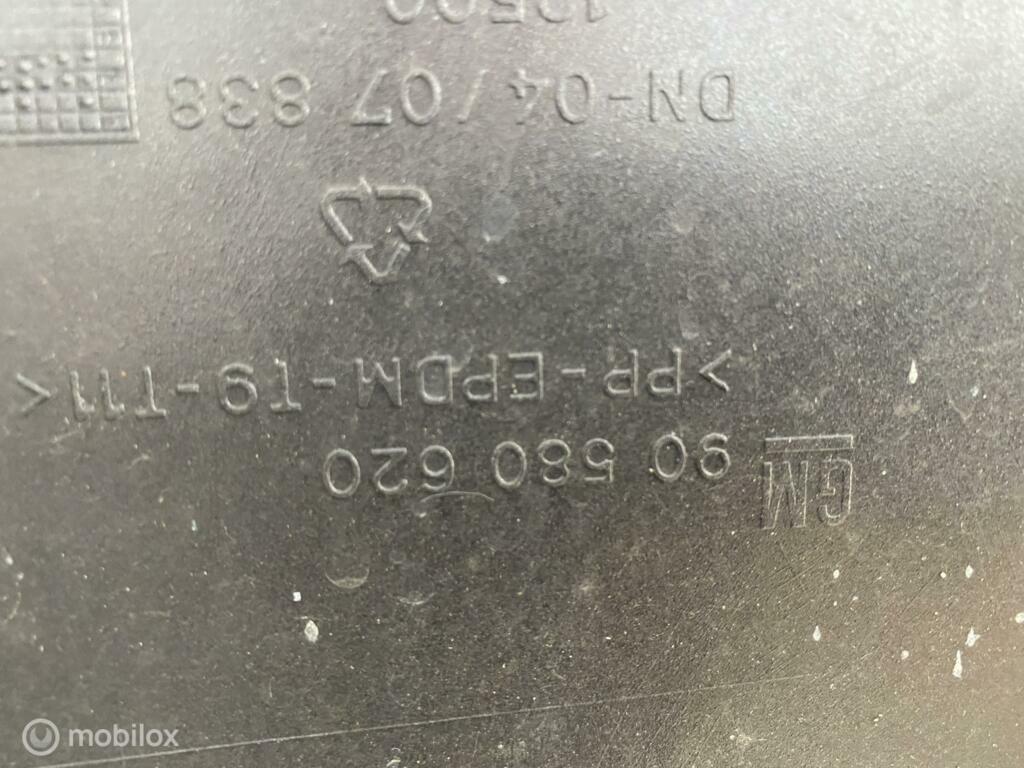 GM 90 580 620
>PP-EPDM-T9-T11<
DN-04/07 838
mobilox